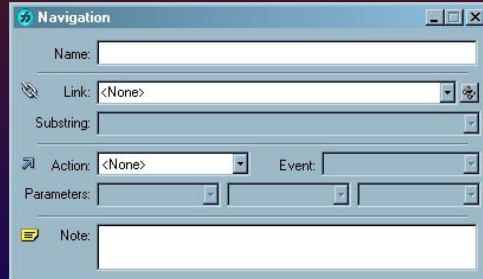 Navigation
Name:
Link: <None>
Substring:
Action: <None> Event:
Parameters:
Note: